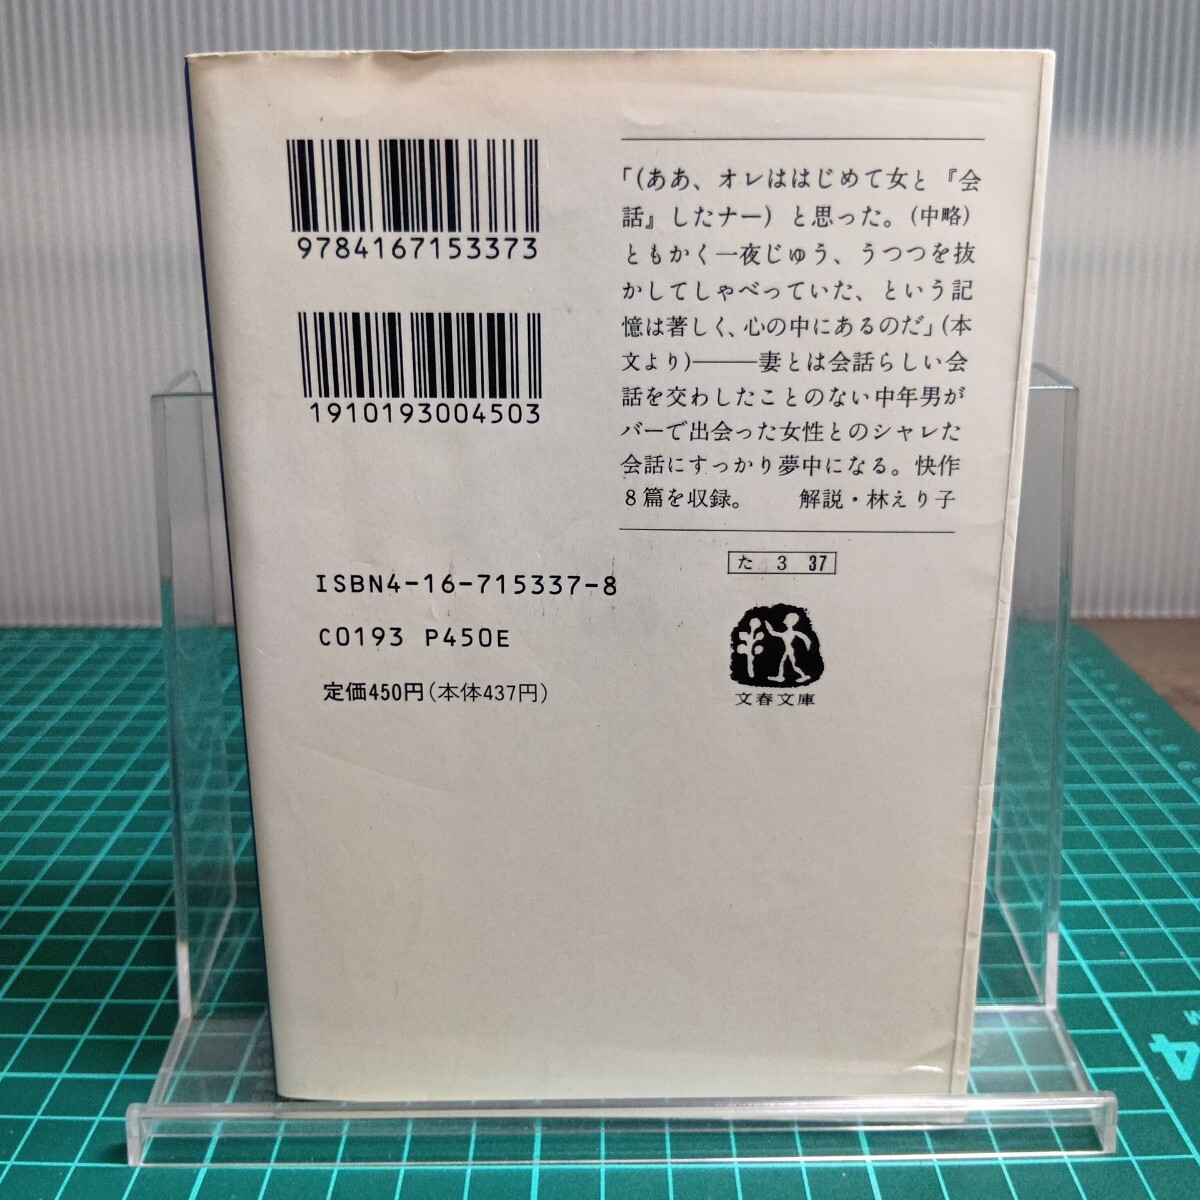 9784167153373
1910193004503
「(ああ、オレははじめて女と『会
話』したナー) と思った。(中略)
ともかく一夜じゅう、うつつを抜
かしてしゃべっていた、という記
憶は著しく、心の中にあるのだ」(本
文より)―――妻とは会話らしい会
話を交わしたことのない中年男が
バーで出会った女性とのシャレた
会話にすっかり夢中になる。快作
8篇を収録。　解説・林えり子
た 3 37
文春文庫
ISBN4-16-715337-8
C0193 P450E
定価450円(本体437円)
4